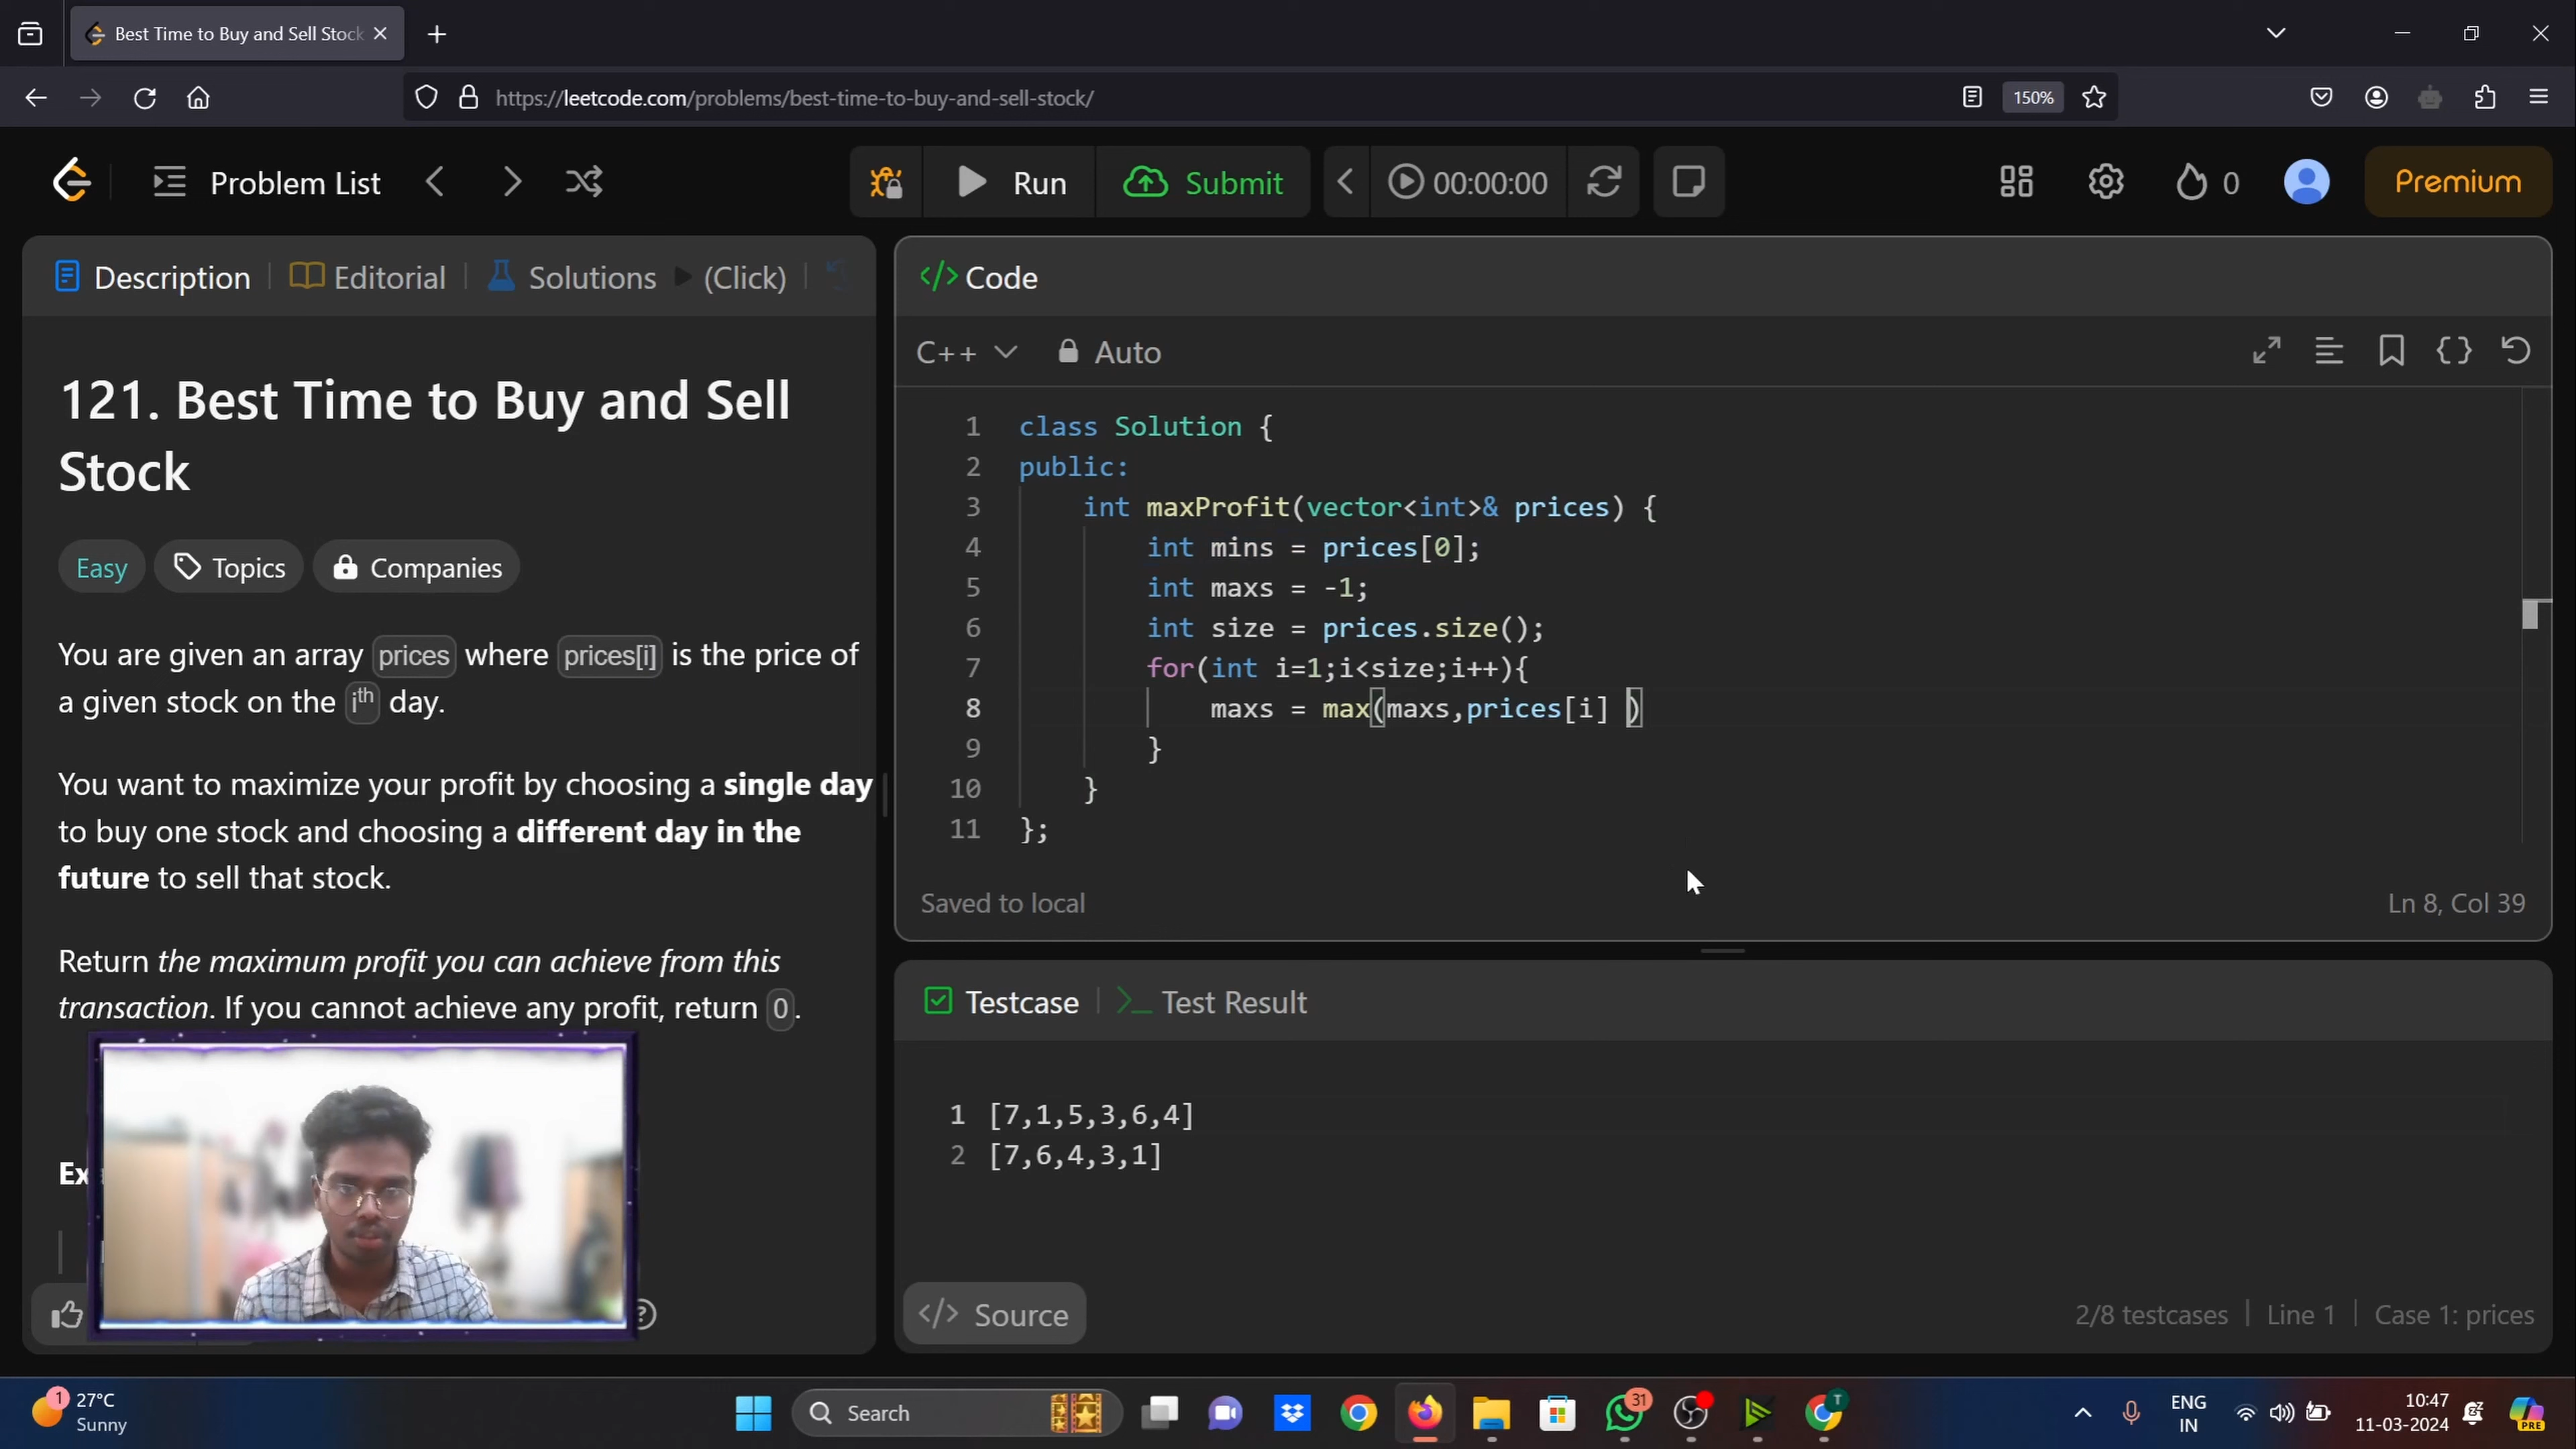 Best Time to Buy and Sell Stock
https://leetcode.com/problems/best-time-to-buy-and-sell-stock/
150%
Problem List
Run
Submit
00:00:00
0
Premium
Description
Editorial
Solutions
(Click)
121. Best Time to Buy and Sell
Stock
Easy
Topics
Companies
You are given an array prices where prices[i] is the price of
a given stock on the ith day.
You want to maximize your profit by choosing a single day
to buy one stock and choosing a different day in the
future to sell that stock.
Return the maximum profit you can achieve from this
transaction. If you cannot achieve any profit, return 0.
</> Code
C++
Auto
1 class Solution {
2 public:
3 int maxProfit(vector<int>& prices) {
4 int mins = prices[0];
5 int maxs = -1;
6 int size = prices.size();
7 for(int i=1;i<size;i++){
8 maxs = max(maxs,prices[i] )
9 }
10 }
11 };
Saved to local
Ln 8, Col 39
Testcase
Test Result
1 [7,1,5,3,6,4]
2 [7,6,4,3,1]
</> Source
2/8 testcases
Line 1
Case 1: prices
1
27°C
Sunny
Search
31
T
ENG
IN
10:47
11-03-2024
PRE